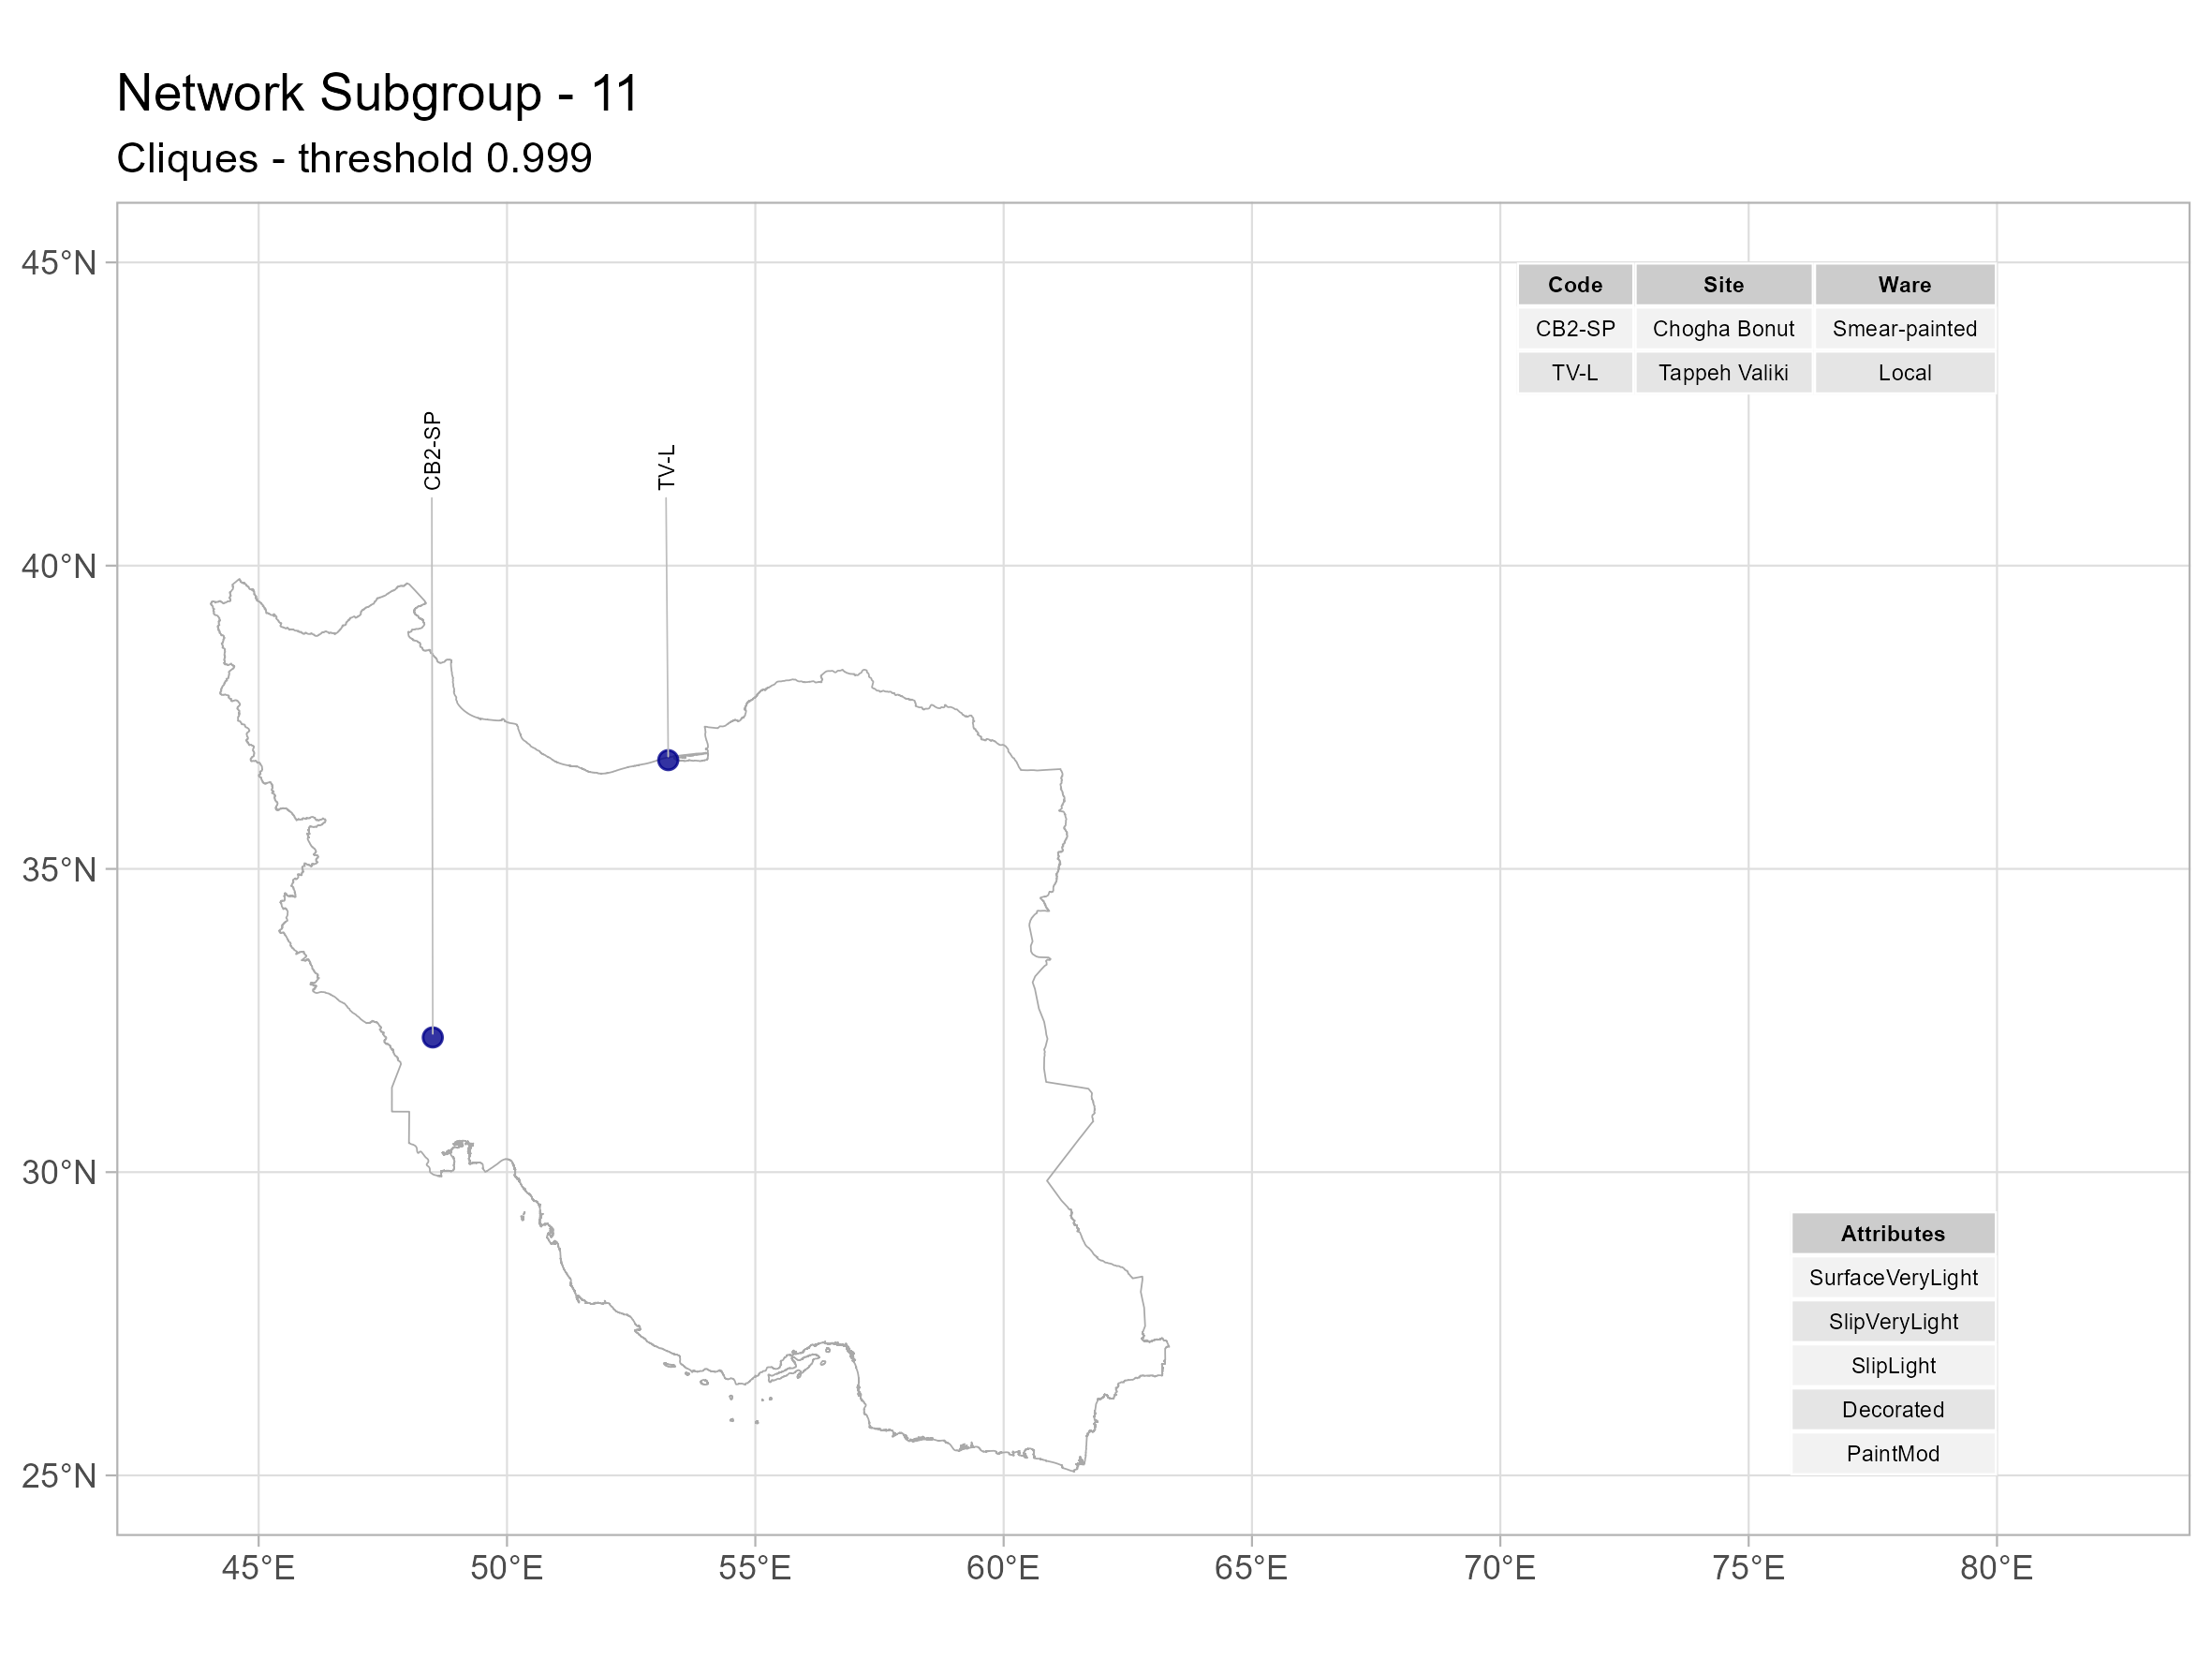 Network Subgroup - 11
Cliques - threshold 0.999
45°N
40°N
35°N
30°N
25°N
Code Site Ware
CB2-SP Chogha Bonut Smear-painted
TV-L Tappeh Valiki Local
CB2-SP
TV-L
Attributes
SurfaceVeryLight
SlipVeryLight
SlipLight
Decorated
PaintMod
45°E 50°E 55°E 60°E 65°E 70°E 75°E 80°E